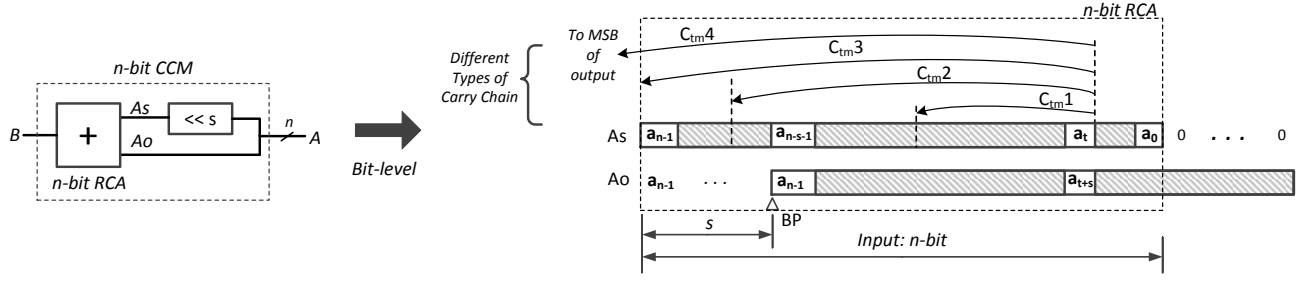 n-bit CCM
B
+
As
<< s
Ao
n
A
n-bit RCA
Bit-level
Different
Types of
Carry Chain
To MSB
of
output
n-bit RCA
Ctm4
Ctm3
Ctm2
Ctm1
As
an-1
an-s-1
at
a0
0 . . . 0
Ao
an-1
. . .
an-1
at+s
BP
s
Input: n-bit